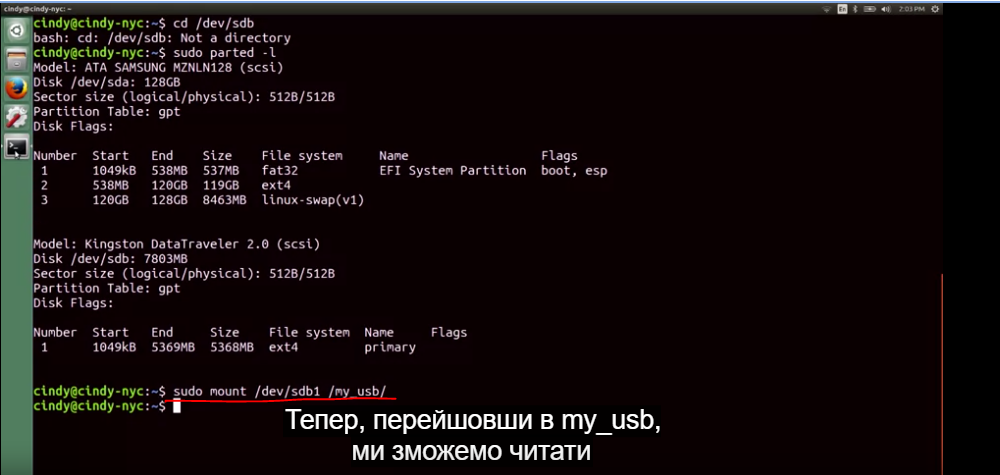 cindy@cindy-nyc: ~
En 2:03 PM
cindy@cindy-nyc:~$ cd /dev/sdb
bash: cd: /dev/sdb: Not a directory
cindy@cindy-nyc:~$ sudo parted -l
Model: ATA SAMSUNG MZNLN128 (scsi)
Disk /dev/sda: 128GB
Sector size (logical/physical): 512B/512B
Partition Table: gpt
Disk Flags:
Number Start End Size File system Name Flags
1 1049kB 538MB 537MB fat32 EFI System Partition boot, esp
2 538MB 120GB 119GB ext4
3 120GB 128GB 8463MB linux-swap(v1)
Model: Kingston DataTraveler 2.0 (scsi)
Disk /dev/sdb: 7803MB
Sector size (logical/physical): 512B/512B
Partition Table: gpt
Disk Flags:
Number Start End Size File system Name Flags
1 1049kB 5369MB 5368MB ext4 primary
cindy@cindy-nyc:~$ sudo mount /dev/sdb1 /my_usb/
cindy@cindy-nyc:~$
Тепер, перейшовши в my_usb,
ми зможемо читати